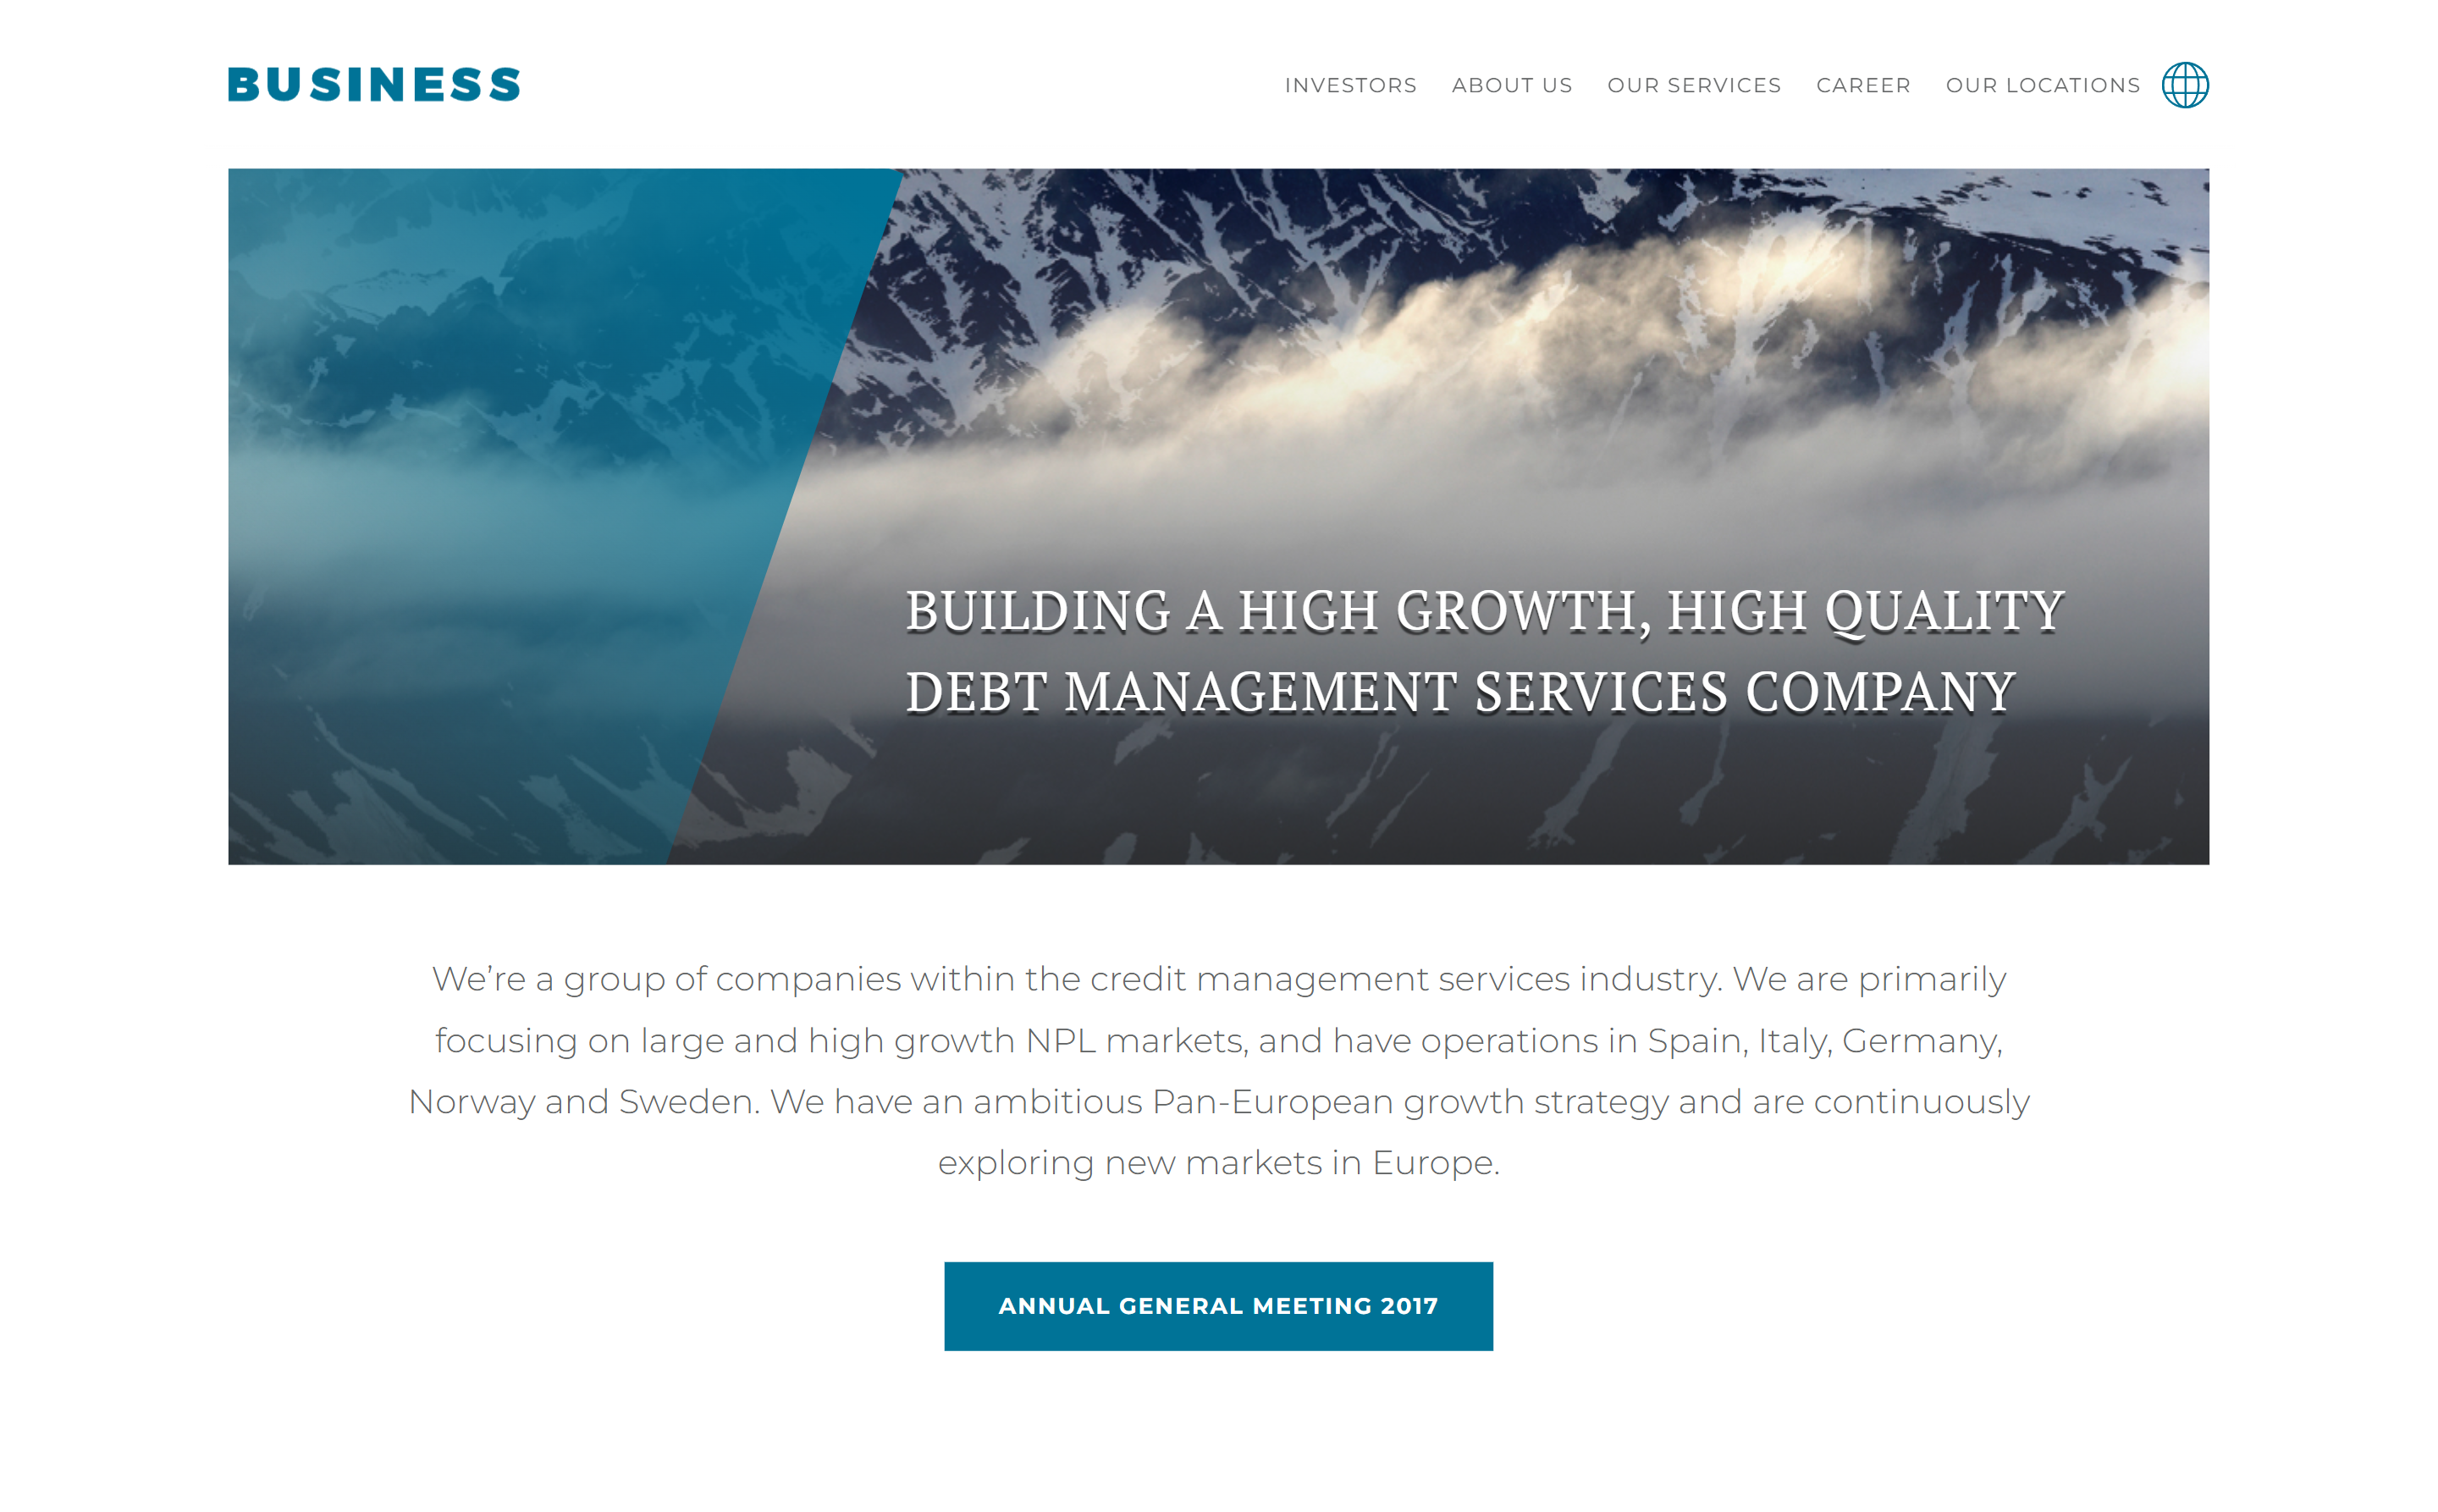 BUSINESS
INVESTORS ABOUT US OUR SERVICES CAREER OUR LOCATIONS
BUILDING A HIGH GROWTH, HIGH QUALITY
DEBT MANAGEMENT SERVICES COMPANY
We’re a group of companies within the credit management services industry. We are primarily
focusing on large and high growth NPL markets, and have operations in Spain, Italy, Germany,
Norway and Sweden. We have an ambitious Pan-European growth strategy and are continuously
exploring new markets in Europe.
ANNUAL GENERAL MEETING 2017